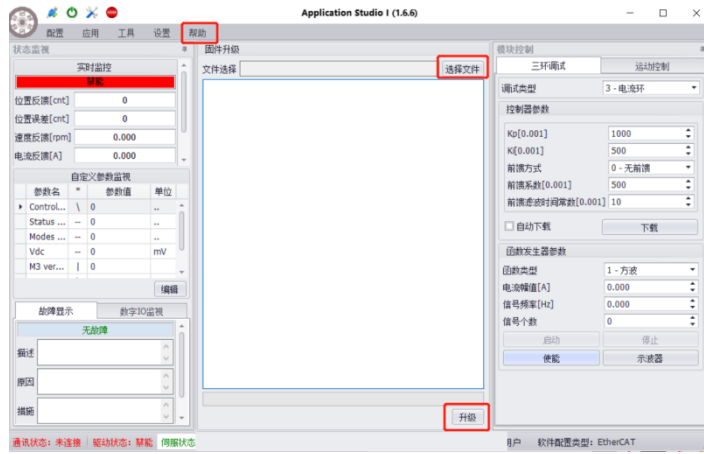 Application Studio I (1.6.6)
配置 应用 工具 设置 帮助
状态监视
实时监控
禁能
位置反馈[cnt] 0
位置误差[cnt] 0
速度反馈[rpm] 0.000
电流反馈[A] 0.000
自定义参数监视
参数名 * 参数值 单位
Control... \ 0 ..
Status ... -- 0 ..
Modes ... -- 0 ..
Vdc -- 0 mV
M3 ver... | 0
编辑
故障显示 数字IO监视
无故障
描述
原因
措施
固件升级
文件选择 选择文件
升级
模块控制
三环调试 运动控制
调试类型 3 - 电流环
控制器参数
Kp[0.001] 1000
Ki[0.001] 500
前馈方式 0 - 无前馈
前馈系数[0.001] 500
前馈滤波时间常数[0.001] 10
自动下载 下载
函数发生器参数
函数类型 1 - 方波
电流幅值[A] 0.000
信号频率[Hz] 0.000
信号个数 0
启动 停止
使能 示波器
通讯状态: 未连接 驱动状态: 禁能 伺服状态
用户 软件配置类型: EtherCAT